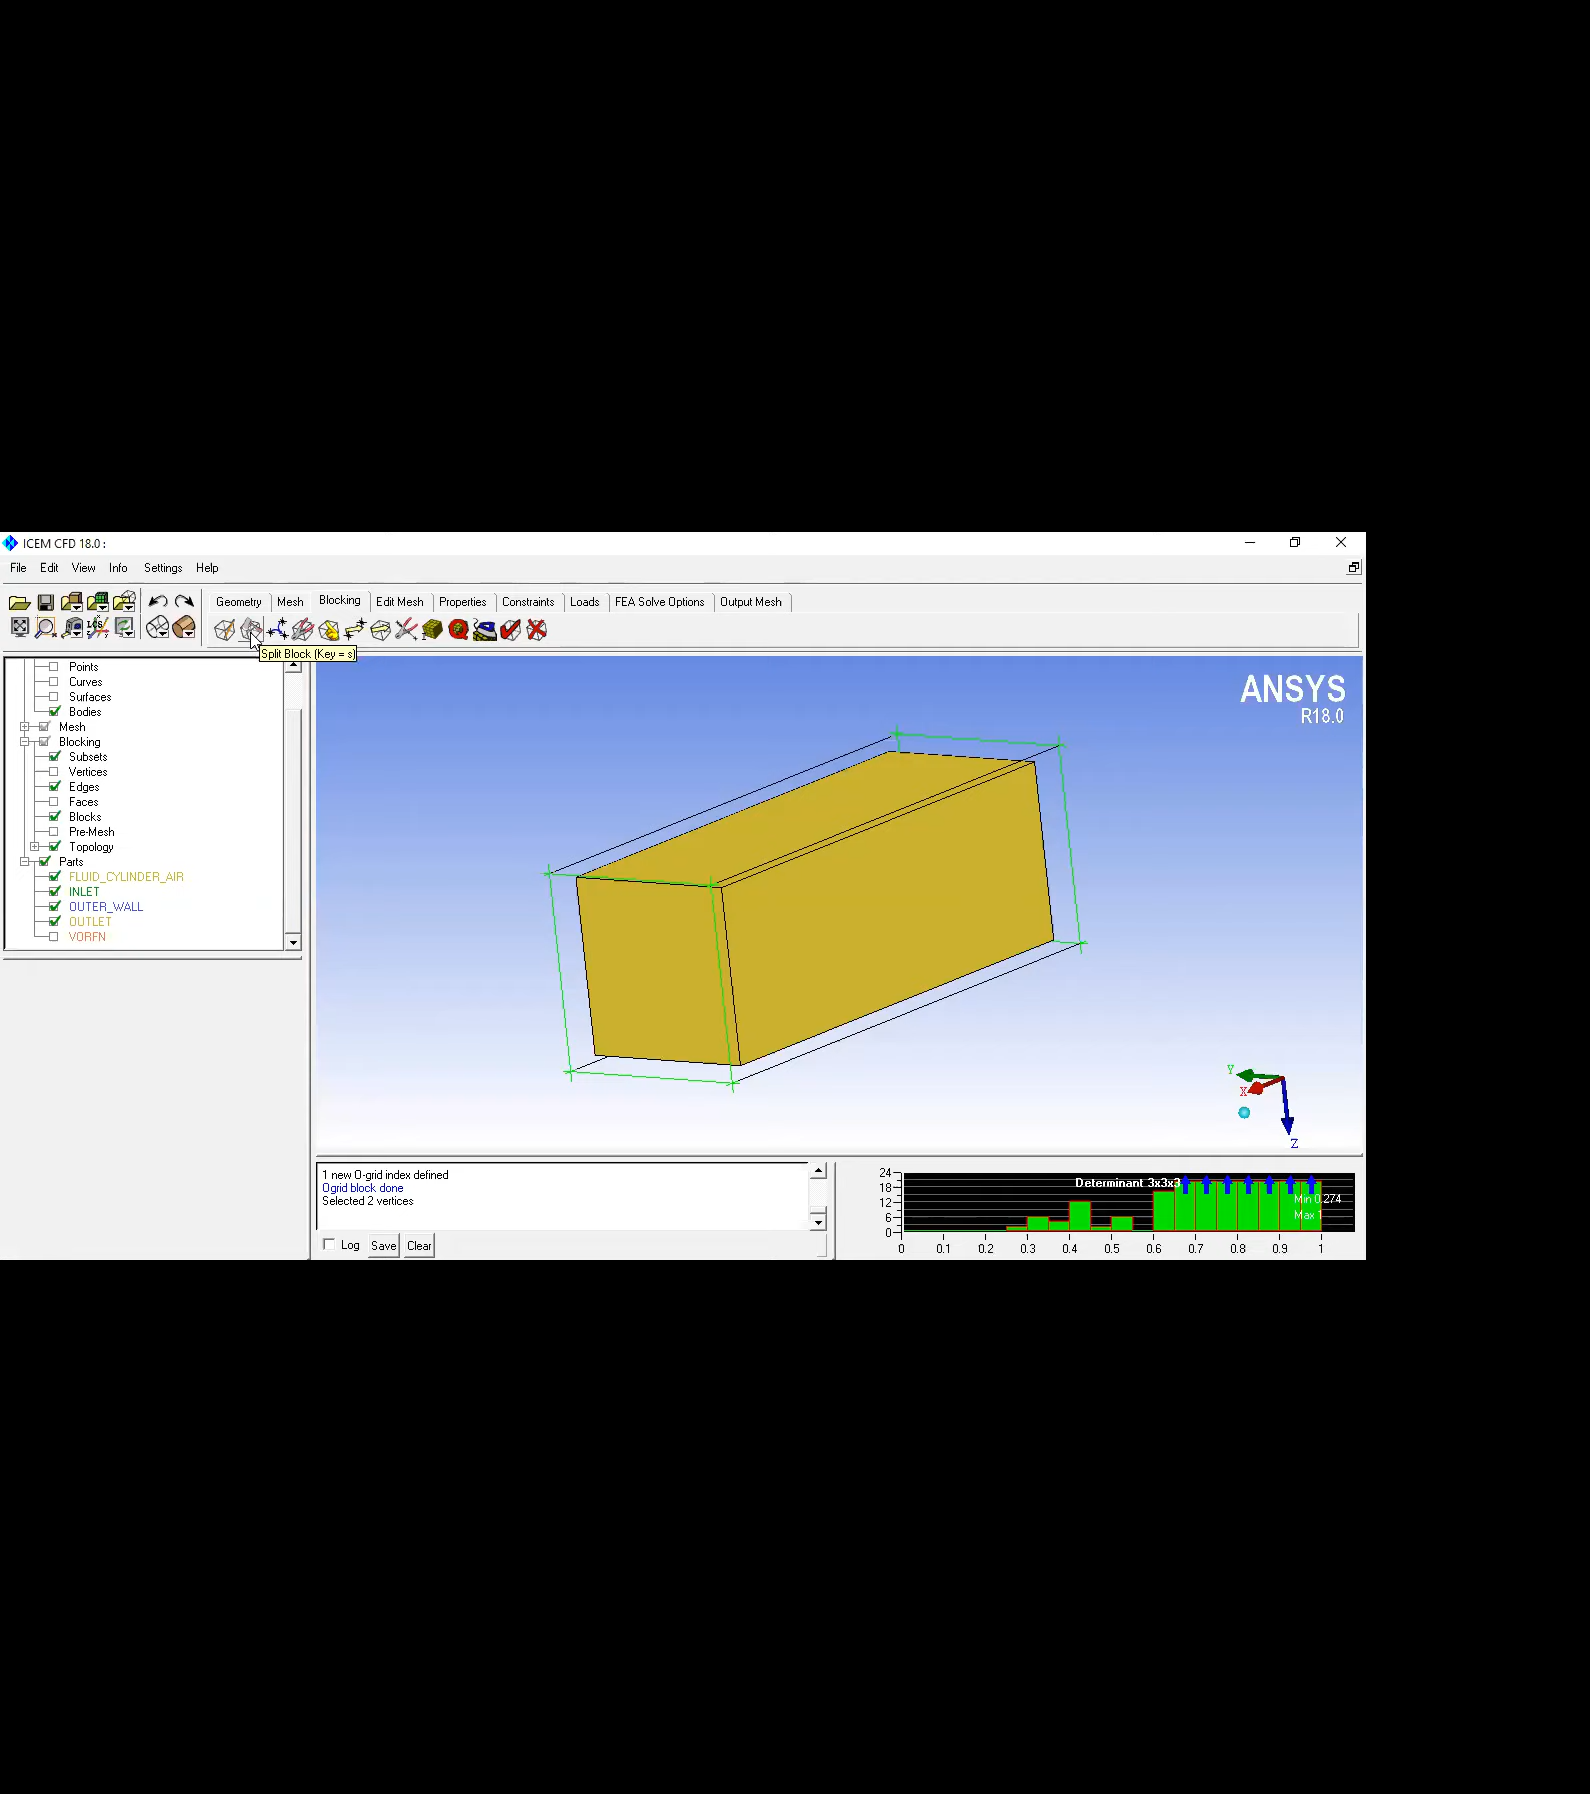 ICEM CFD 18.0 :
File Edit View Info Settings Help
Geometry Mesh Blocking Edit Mesh Properties Constraints Loads FEA Solve Options Output Mesh
LCS
Split Block (Key = s)
Points
Curves
Surfaces
Bodies
Mesh
Blocking
Subsets
Vertices
Edges
Faces
Blocks
Pre-Mesh
Topology
Parts
FLUID_CYLINDER_AIR
INLET
OUTER_WALL
OUTLET
VORFN
ANSYS
R18.0
Y
X
Z
1 new O-grid index defined
Ogrid block done
Selected 2 vertices
Log Save Clear
Determinant 3x3x3
Min 0.274
Max 1
24
18
12
6
0
0 0.1 0.2 0.3 0.4 0.5 0.6 0.7 0.8 0.9 1